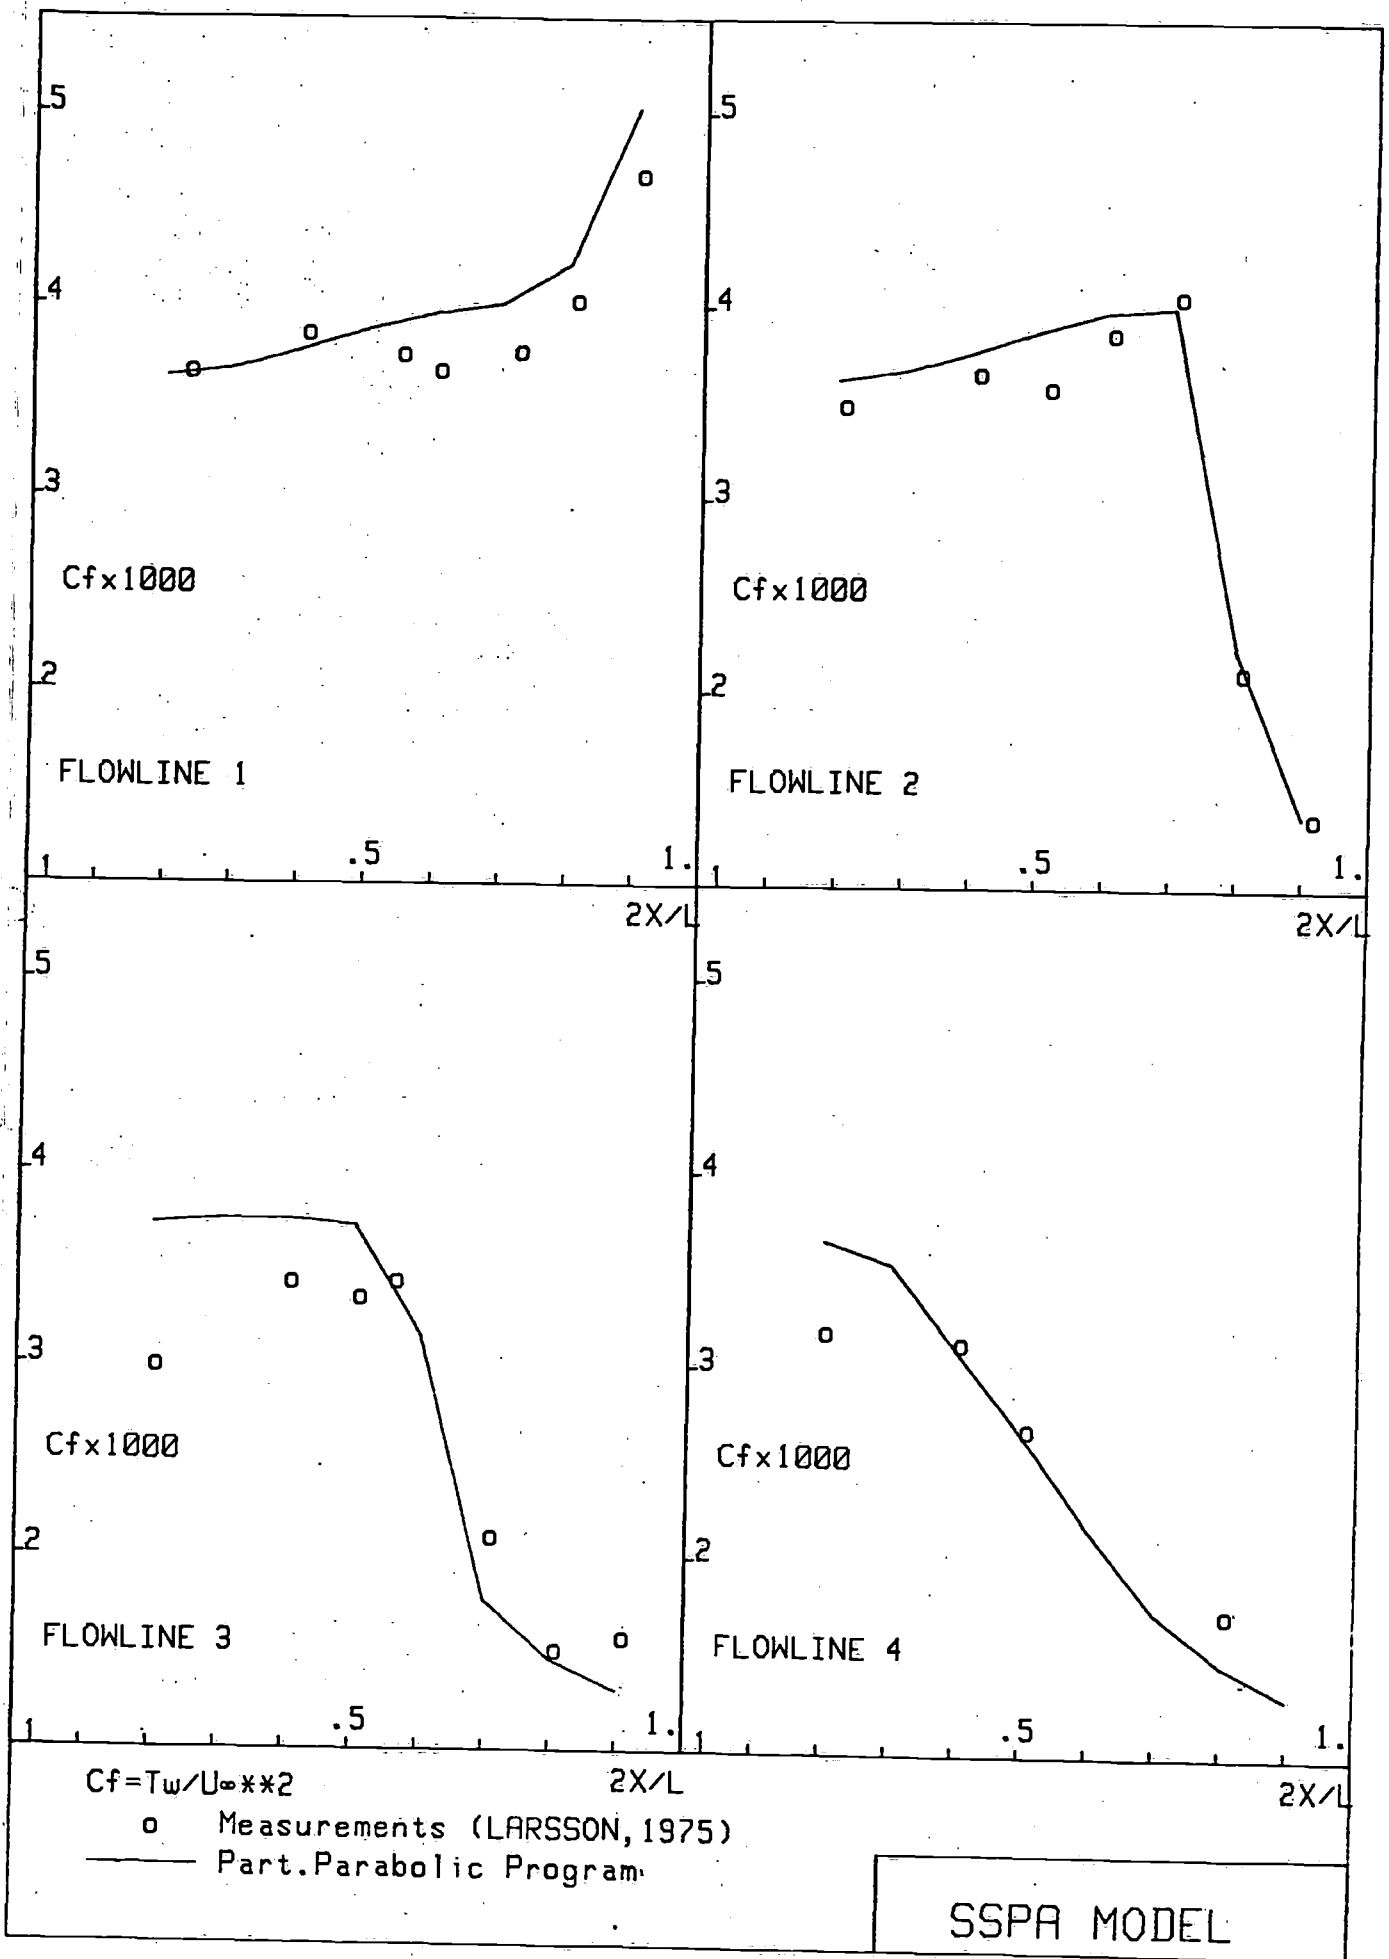 5
4
3
Cfx1000
2
FLOWLINE 1
1 .5 1.
2X/L
5
4
3
Cfx1000
2
FLOWLINE 2
1 .5 1.
2X/L
5
4
3
Cfx1000
2
FLOWLINE 3
1 .5 1.
2X/L
5
4
3
Cfx1000
2
FLOWLINE 4
1 .5 1.
2X/L
Cf=Tw/U∞**2
o Measurements (LARSSON,1975)
Part.Parabolic Program
SSPA MODEL